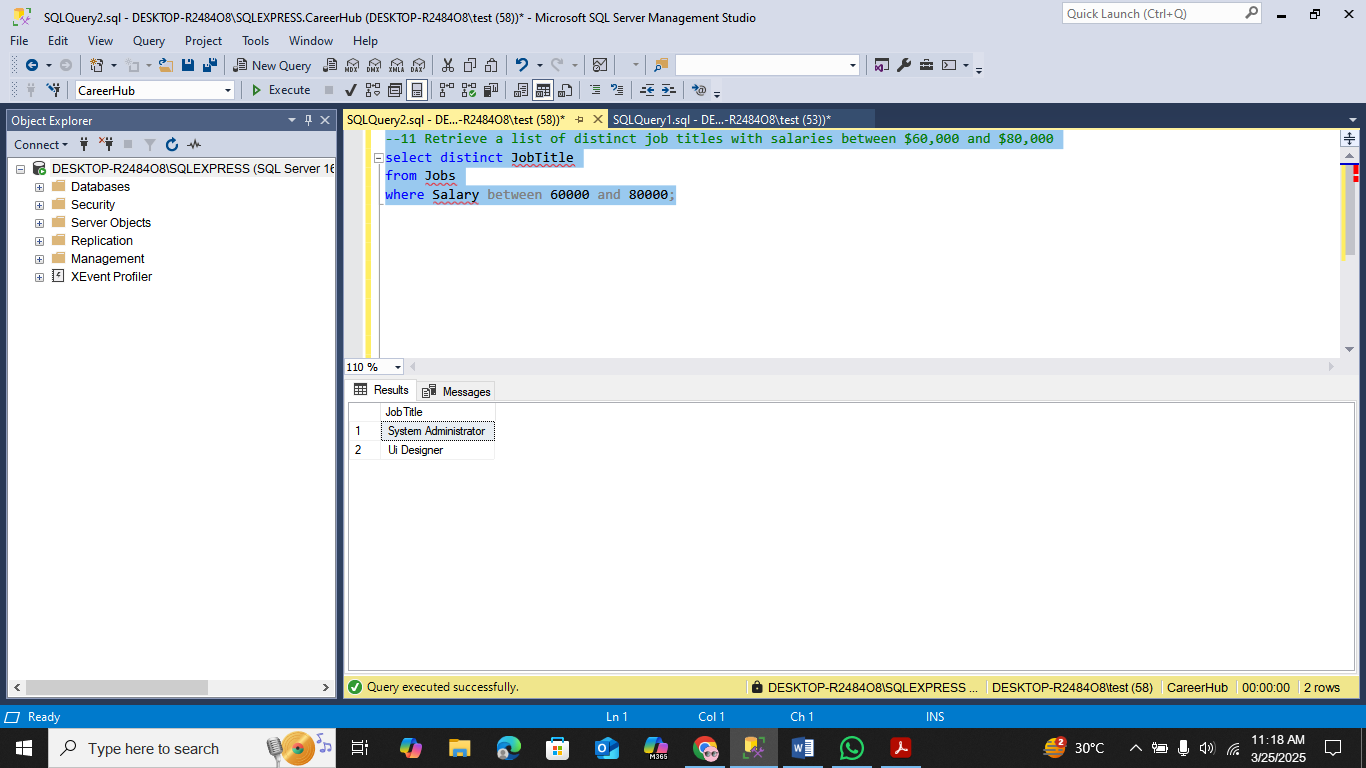 SQLQuery2.sql - DESKTOP-R2484O8\SQLEXPRESS.CareerHub (DESKTOP-R2484O8\test (58))* - Microsoft SQL Server Management Studio
Quick Launch (Ctrl+Q)
File Edit View Query Project Tools Window Help
New Query
MDX DMX XMLA DAX
CareerHub
Execute
Object Explorer
SQLQuery2.sql - DE...-R2484O8\test (58))*
SQLQuery1.sql - DE...-R2484O8\test (53))*
Connect
DESKTOP-R2484O8\SQLEXPRESS (SQL Server 16
Databases
Security
Server Objects
Replication
Management
XEvent Profiler
--11 Retrieve a list of distinct job titles with salaries between $60,000 and $80,000
select distinct JobTitle
from Jobs
where Salary between 60000 and 80000;
110 %
Results Messages
JobTitle
1 System Administrator
2 Ui Designer
Query executed successfully.
DESKTOP-R2484O8\SQLEXPRESS ... DESKTOP-R2484O8\test (58) CareerHub 00:00:00 2 rows
Ready Ln 1 Col 1 Ch 1 INS
Type here to search
M365
2
30°C
11:18 AM
3/25/2025